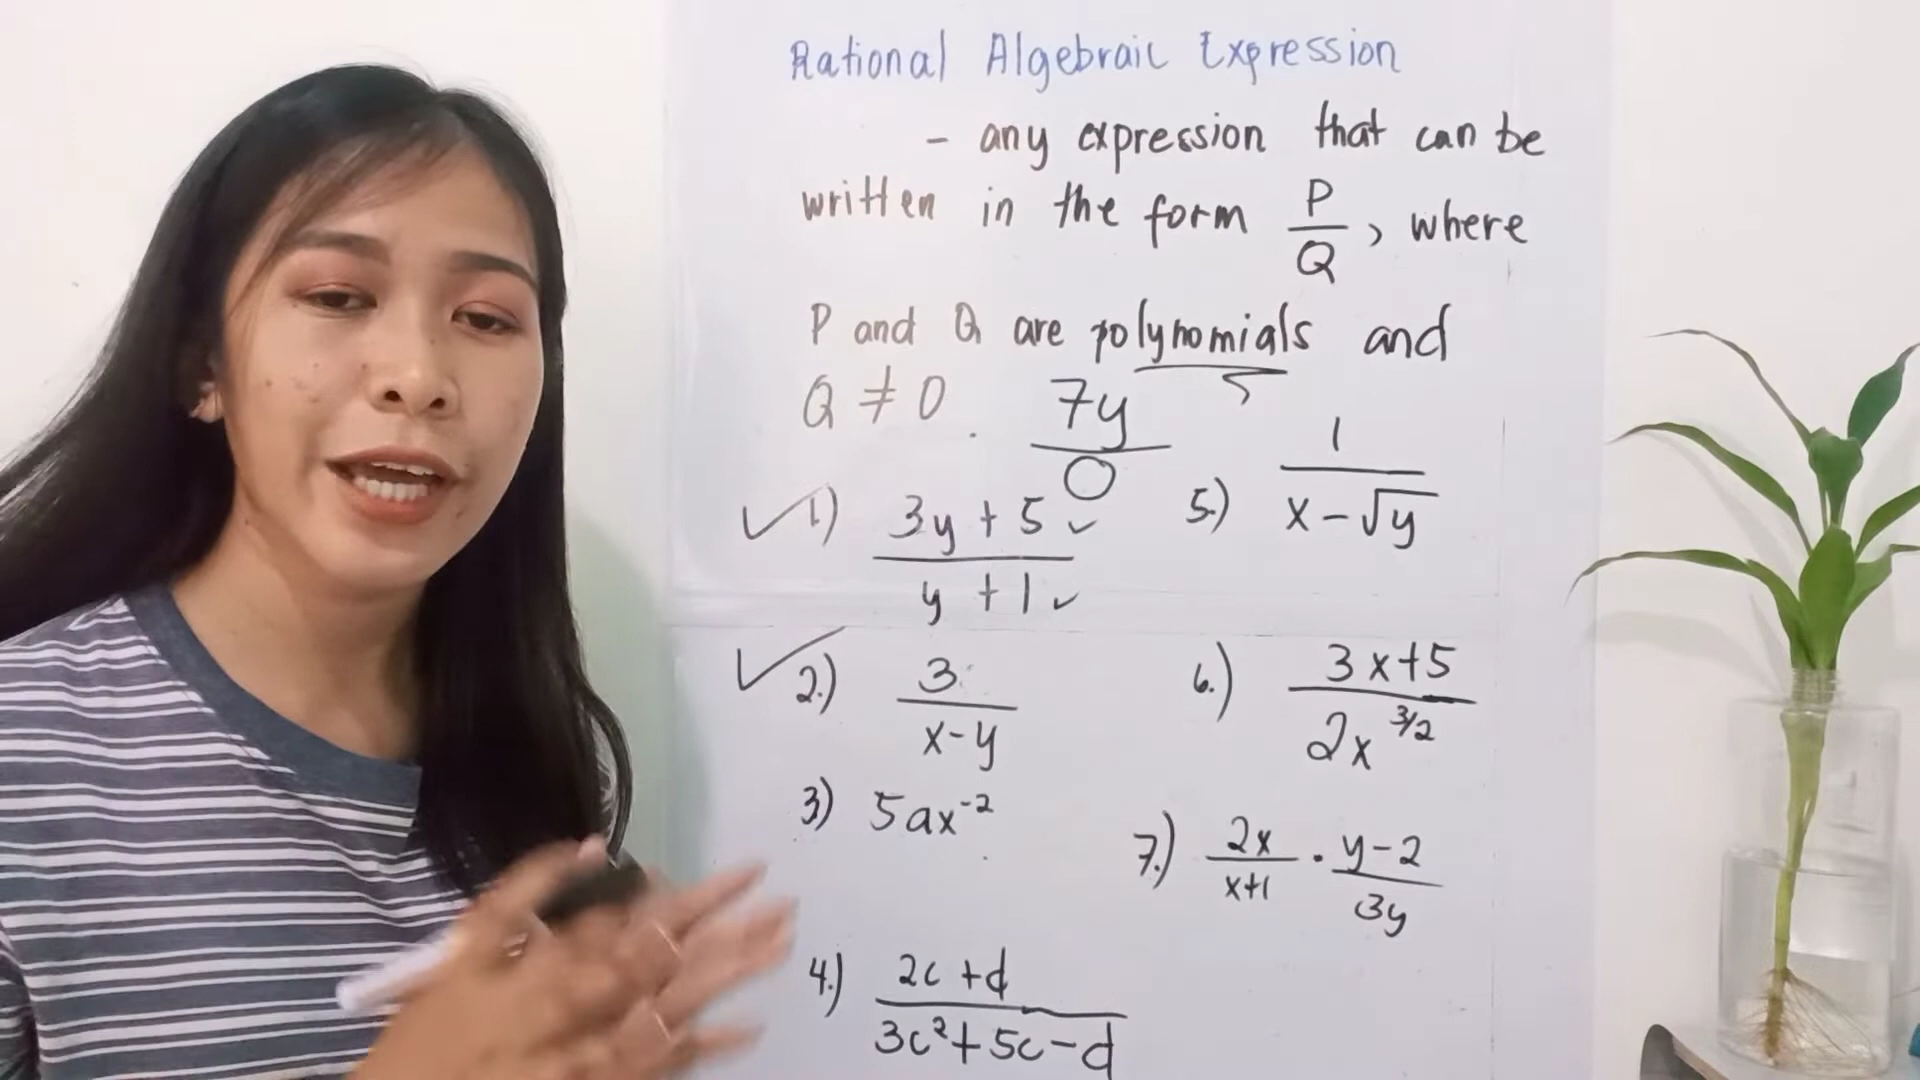 Rational Algebraic Expression
- any expression that can be
written in the form P/Q, where
P and Q are polynomials and
Q ≠ 0.
7y/0
1.) (3y + 5)/(y + 1)
2.) 3/(x-y)
3) 5ax⁻²
4.) (2c + d)/(3c² + 5c - d)
5.) 1/(x - √y)
6.) (3x+5)/(2x^(3/2))
7.) 2x/(x+1) · (y-2)/(3y)